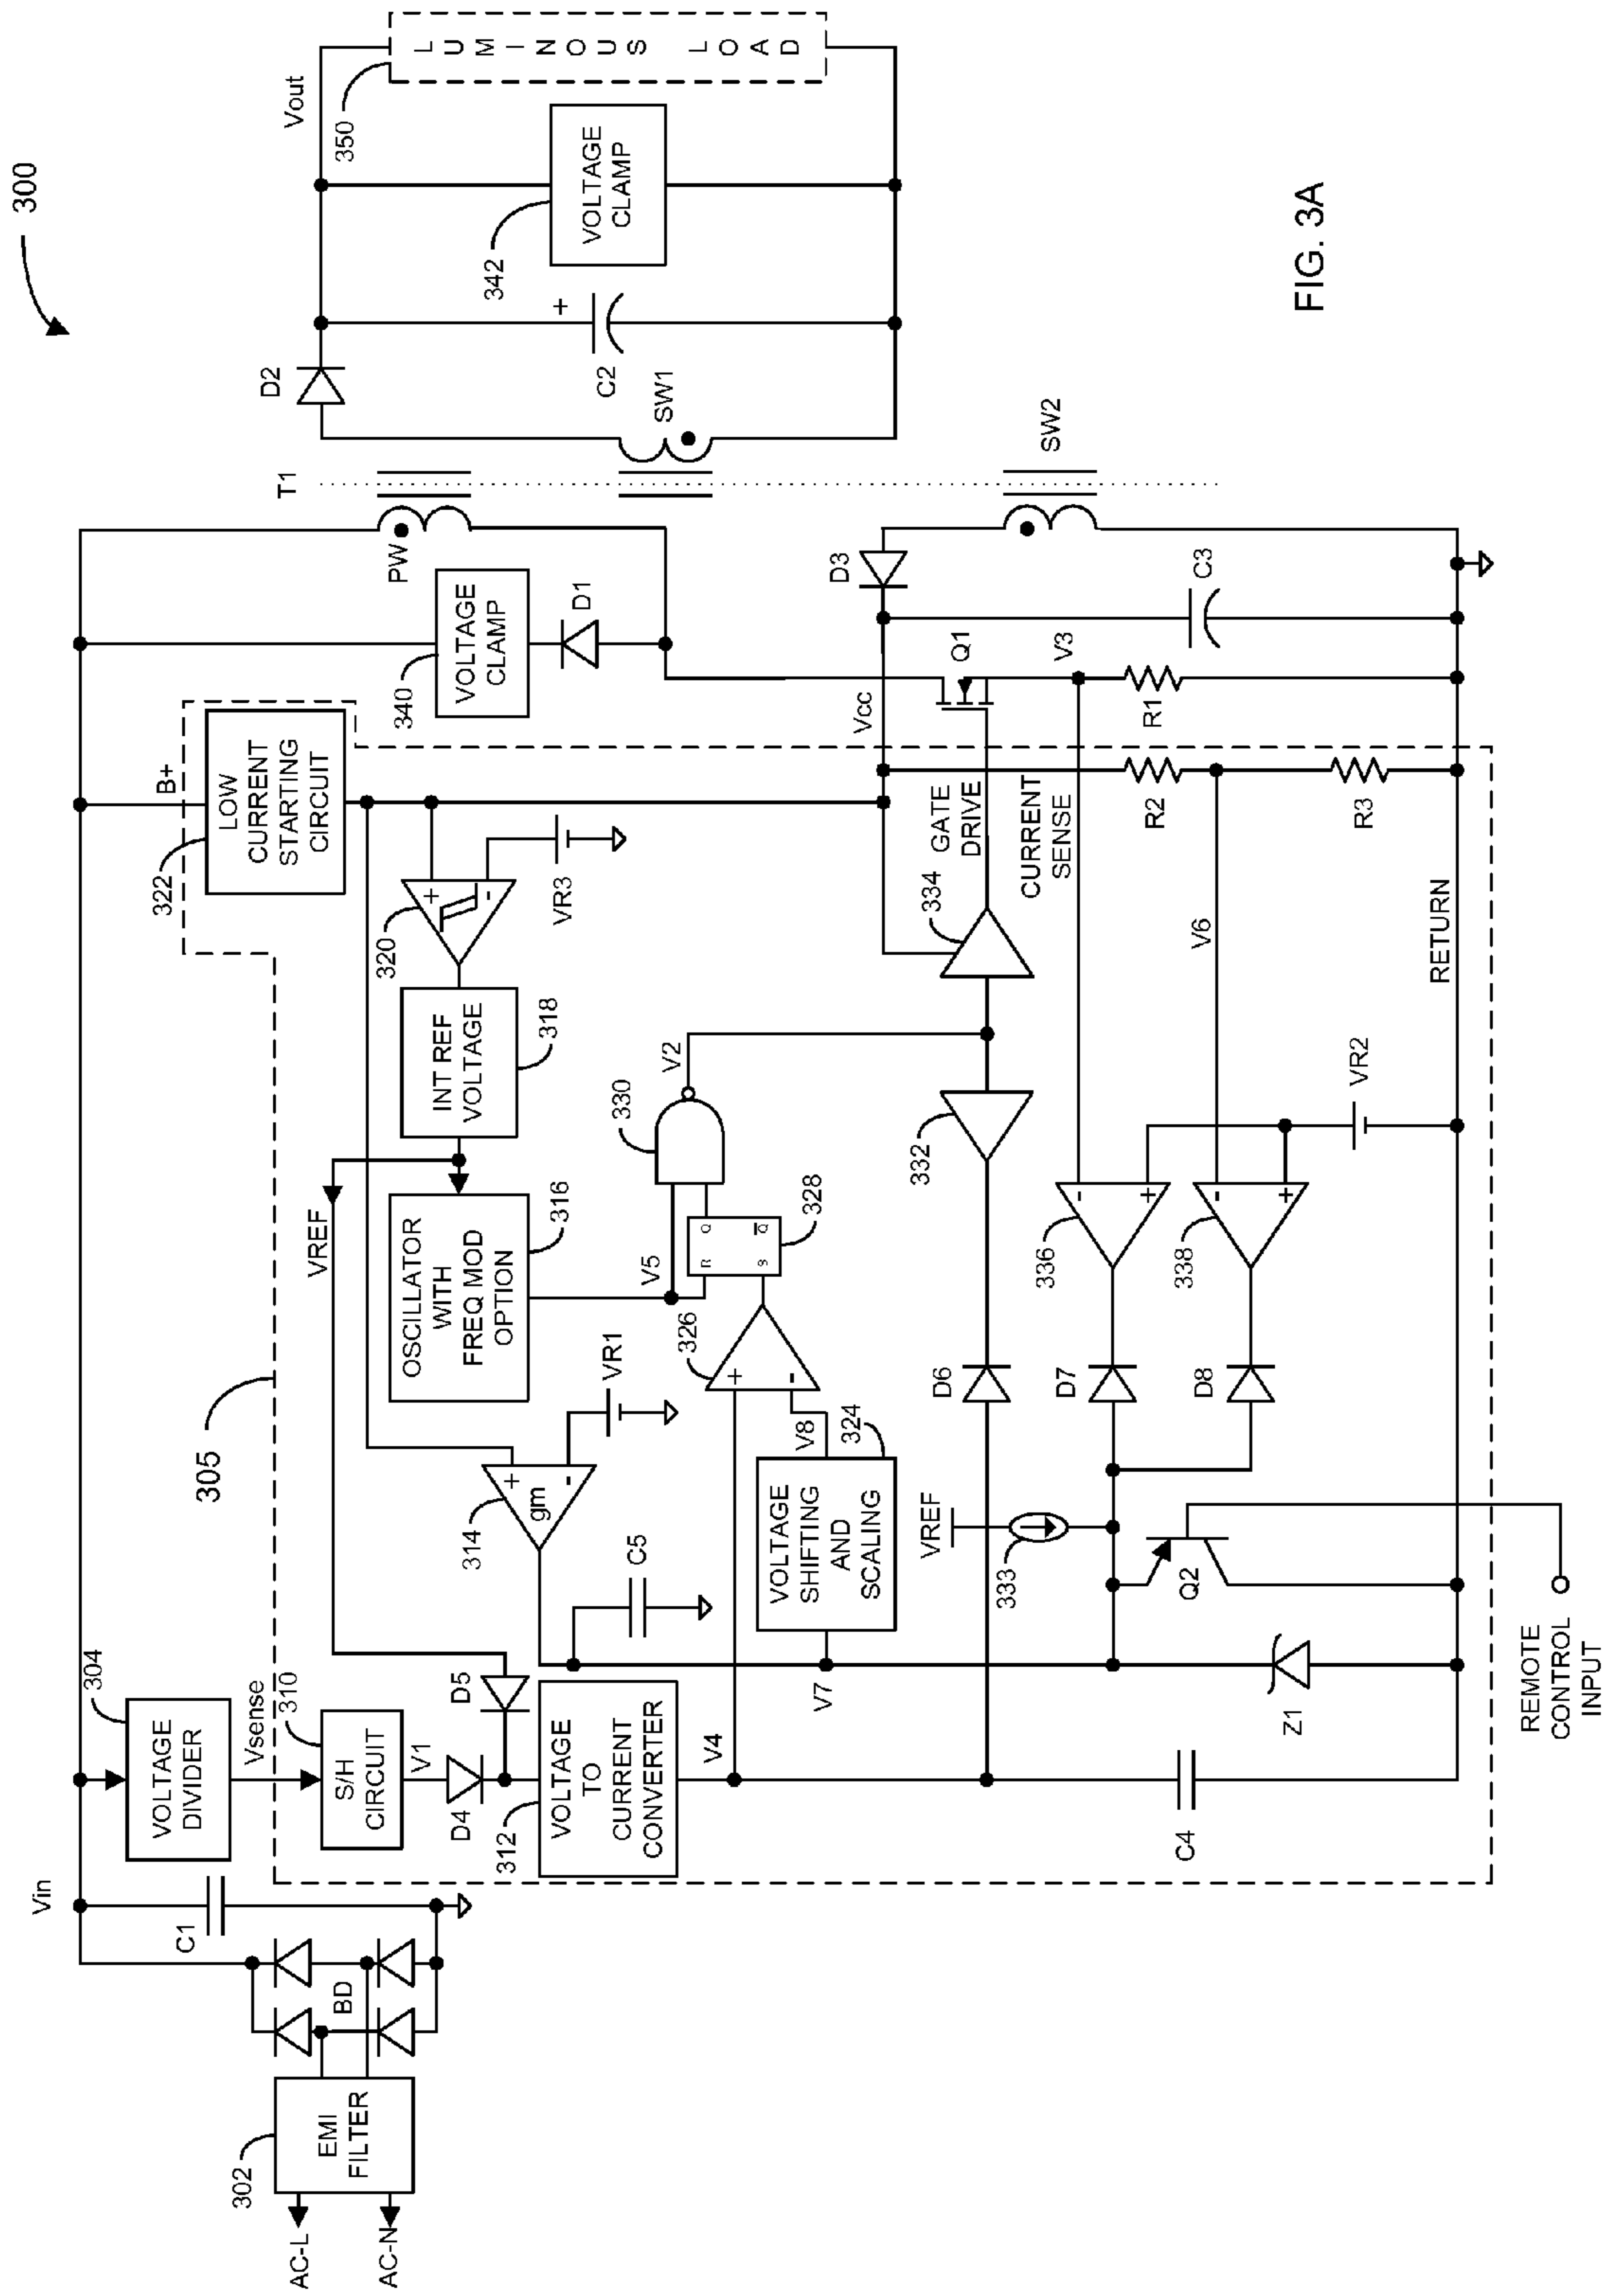 300
Vin
Vout
350
LUMINOUS LOAD
342
VOLTAGE
CLAMP
+
C2
D2
SW1
T1
PW
SW2
FIG. 3A
340
VOLTAGE
CLAMP
D1
D3
C3
Q1
V3
R1
Vcc
B+
322
LOW
CURRENT
STARTING
CIRCUIT
320
+
-
VR3
GATE
DRIVE
334
CURRENT
SENSE
R2
R3
V6
RETURN
INT REF
VOLTAGE
318
VREF
OSCILLATOR
WITH
FREQ MOD
OPTION
316
V2
330
332
V5
R
Q
S
Q
328
326
+
-
336
-
+
338
-
+
VR2
305
314
+
gm
-
VR1
V8
324
VOLTAGE
SHIFTING
AND
SCALING
D6
D7
D8
VREF
333
Q2
C5
304
VOLTAGE
DIVIDER
Vsense
310
S/H
CIRCUIT
V1
D4
D5
312
VOLTAGE
TO
CURRENT
CONVERTER
V4
V7
Z1
C4
REMOTE
CONTROL
INPUT
C1
BD
302
EMI
FILTER
AC-L
AC-N